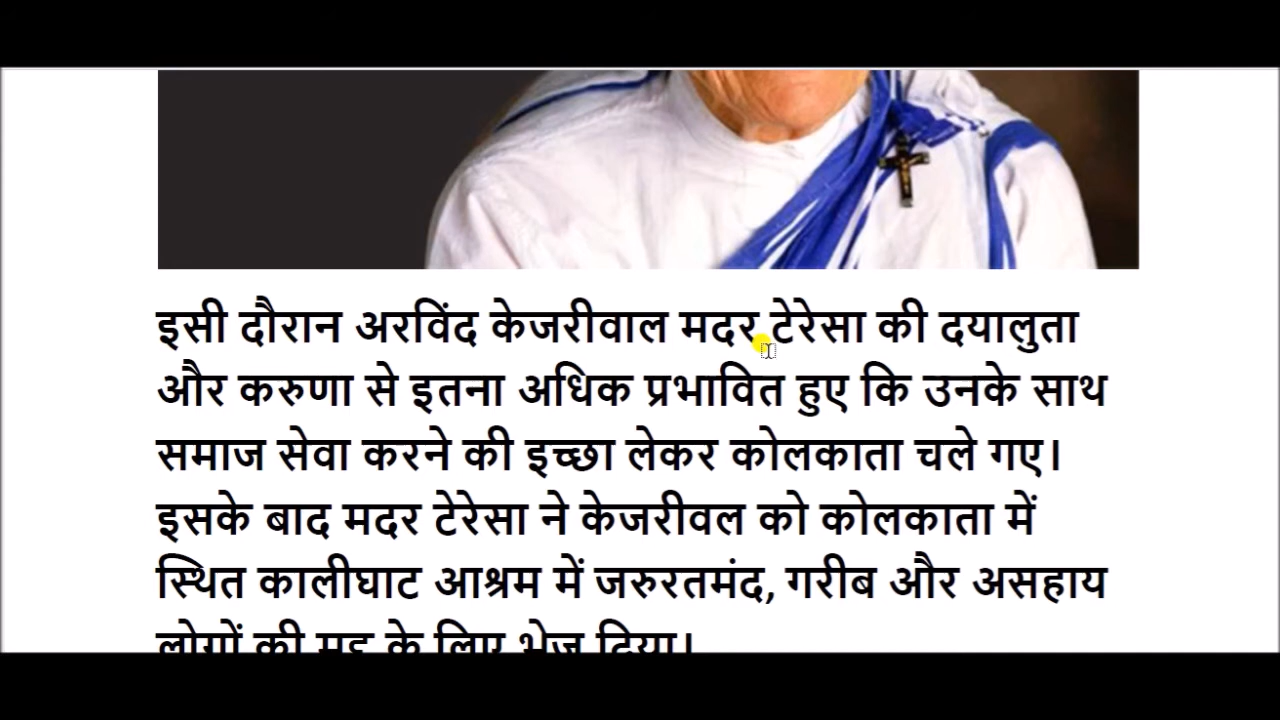 इसी दौरान अरविंद केजरीवाल मदर टेरेसा की दयालुता
और करुणा से इतना अधिक प्रभावित हुए कि उनके साथ
समाज सेवा करने की इच्छा लेकर कोलकाता चले गए।
इसके बाद मदर टेरेसा ने केजरीवल को कोलकाता में
स्थित कालीघाट आश्रम में जरुरतमंद, गरीब और असहाय
लोगों की मदद के लिए भेज दिया।